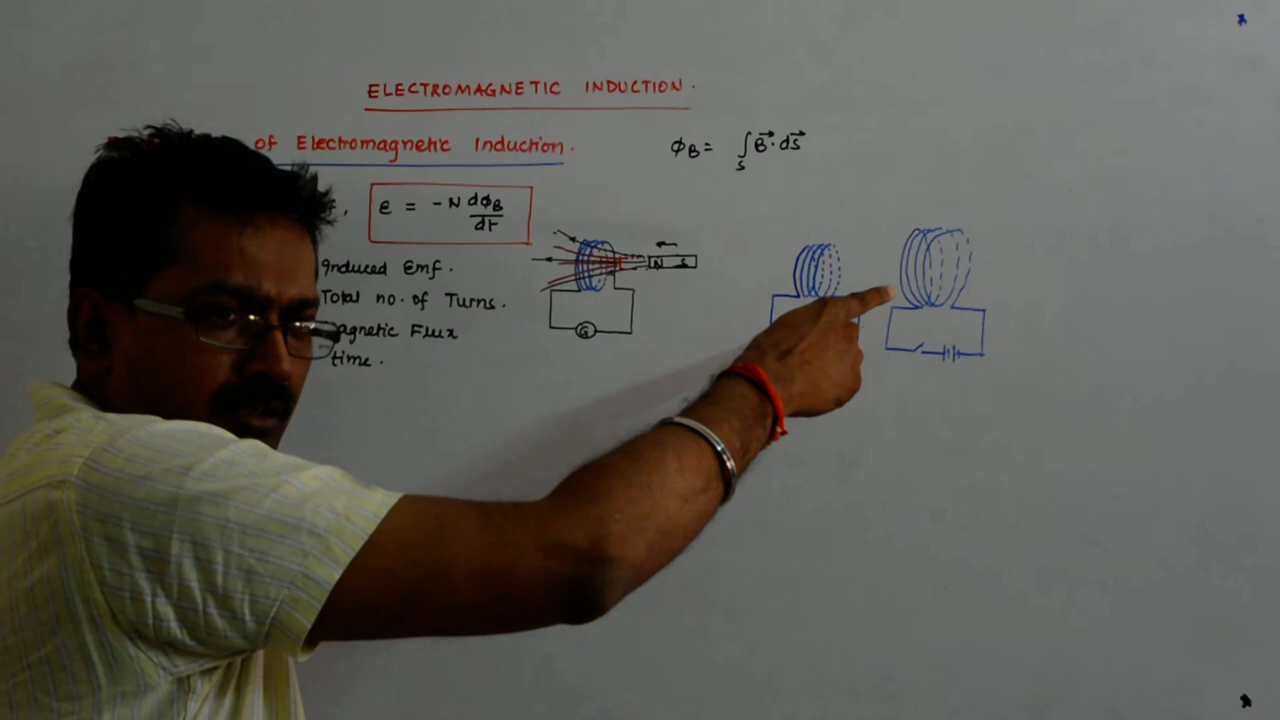 ELECTROMAGNETIC INDUCTION.
of Electromagnetic Induction.
ϕB = ∫S B⃗·dS⃗
ε = -N dϕB/dt
Induced Emf.
Total no. of Turns.
agnetic Flux
time.
N S
G